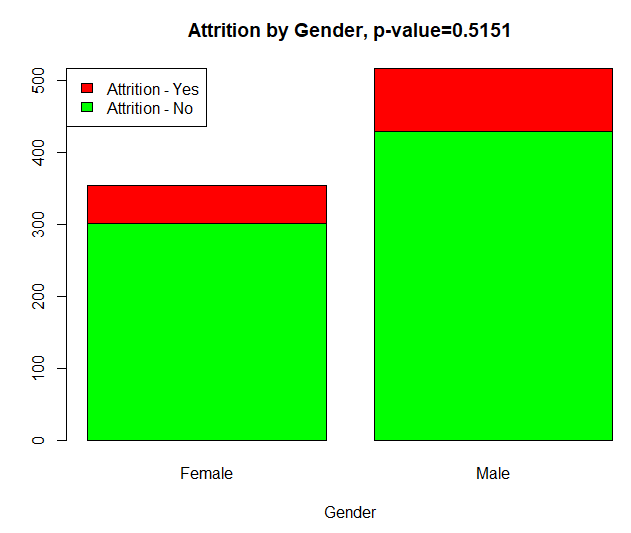 Attrition by Gender, p-value=0.5151
500
400
300
200
100
0
Attrition - Yes
Attrition - No
Female
Male
Gender